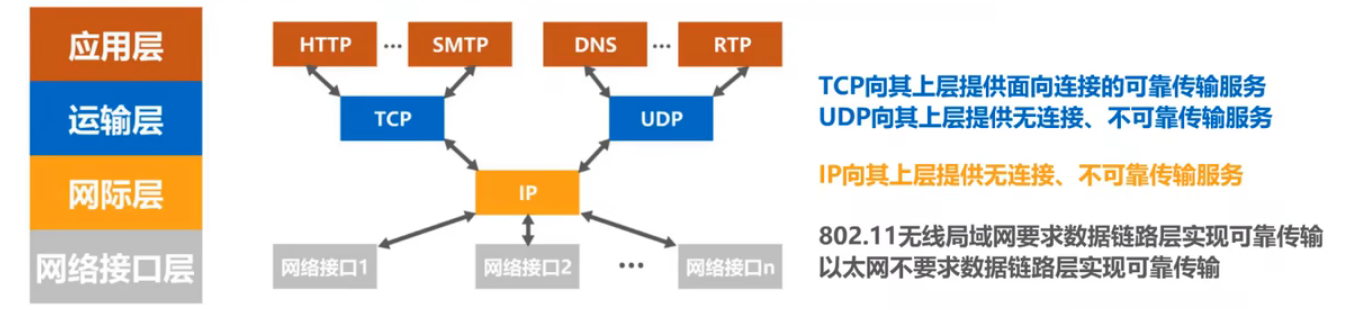 应用层
HTTP ... SMTP DNS ... RTP
运输层
TCP UDP
TCP向其上层提供面向连接的可靠传输服务
UDP向其上层提供无连接、不可靠传输服务
网际层
IP
IP向其上层提供无连接、不可靠传输服务
网络接口层
网络接口1 网络接口2 ... 网络接口n
802.11无线局域网要求数据链路层实现可靠传输
以太网不要求数据链路层实现可靠传输